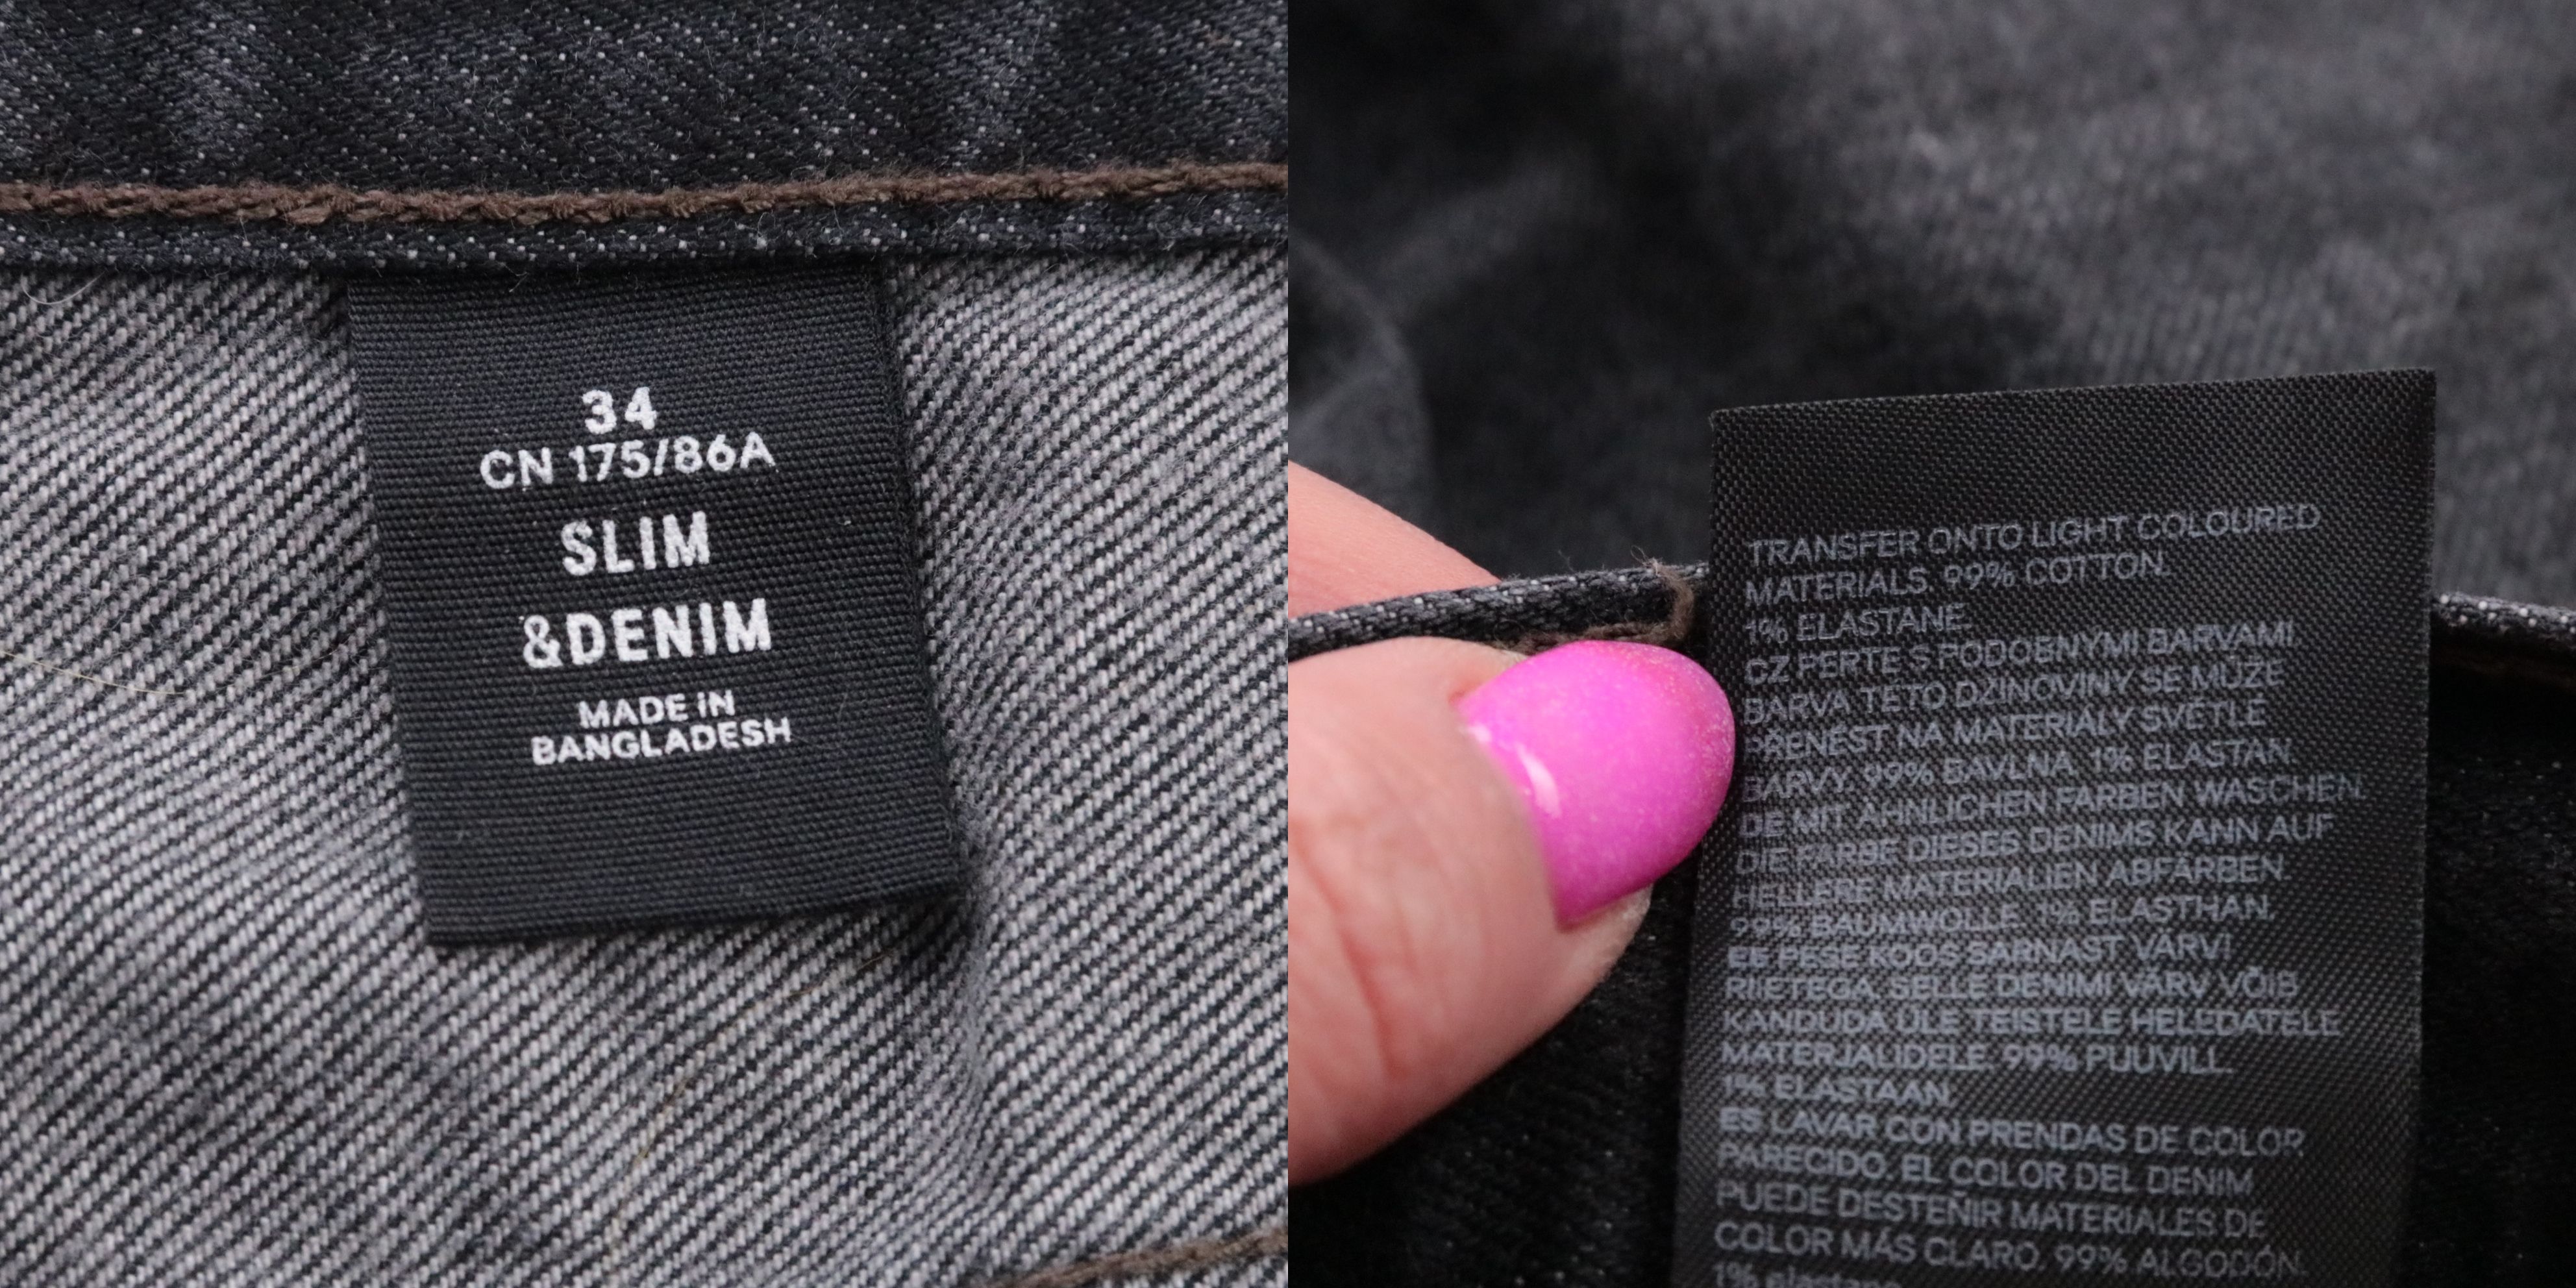 34
CN 175/86A
SLIM
&DENIM
MADE IN
BANGLADESH
TRANSFER ONTO LIGHT COLOURED
MATERIALS. 99% COTTON.
1% ELASTANE.
CZ PERTE S PODOBNÝMI BARVAMI.
BARVA TÉTO DŽÍNOVINY SE MŮŽE
PŘENÉST NA MATERIÁLY SVĚTLÉ
BARVY. 99% BAVLNA. 1% ELASTAN.
DE MIT ÄHNLICHEN FARBEN WASCHEN.
DIE FARBE DIESES DENIMS KANN AUF
HELLERE MATERIALIEN ABFÄRBEN.
99% BAUMWOLLE. 1% ELASTHAN.
EE PESE KOOS SARNAST VÄRVI
RIIETEGA. SELLE DENIMI VÄRV VÕIB
KANDUDA ÜLE TEISTELE HELEDATELE
MATERJALIDELE. 99% PUUVILL.
1% ELASTAAN.
ES LAVAR CON PRENDAS DE COLOR
PARECIDO. EL COLOR DEL DENIM
PUEDE DESTEÑIR MATERIALES DE
COLOR MÁS CLARO. 99% ALGODÓN.
1% elastano.